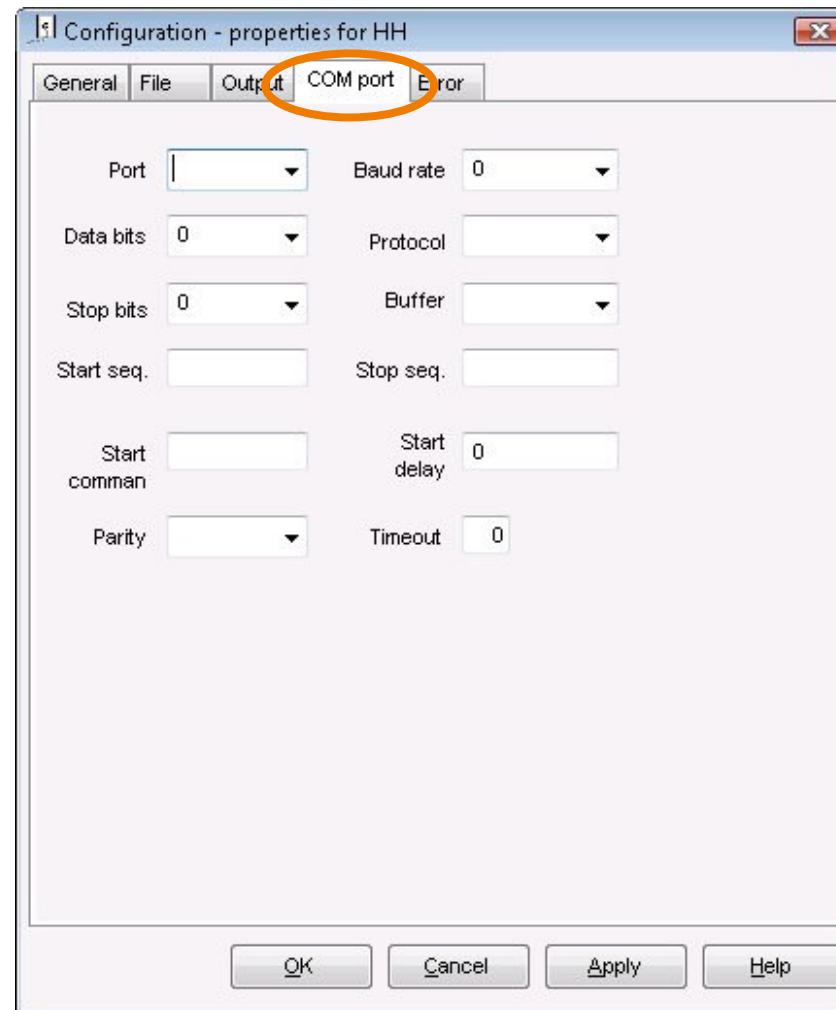 Configuration - properties for HH
General File Output COM port Error
Port Baud rate 0
Data bits 0 Protocol
Stop bits 0 Buffer
Start seq. Stop seq.
Start Start 0
comman delay
Parity Timeout 0
OK Cancel Apply Help